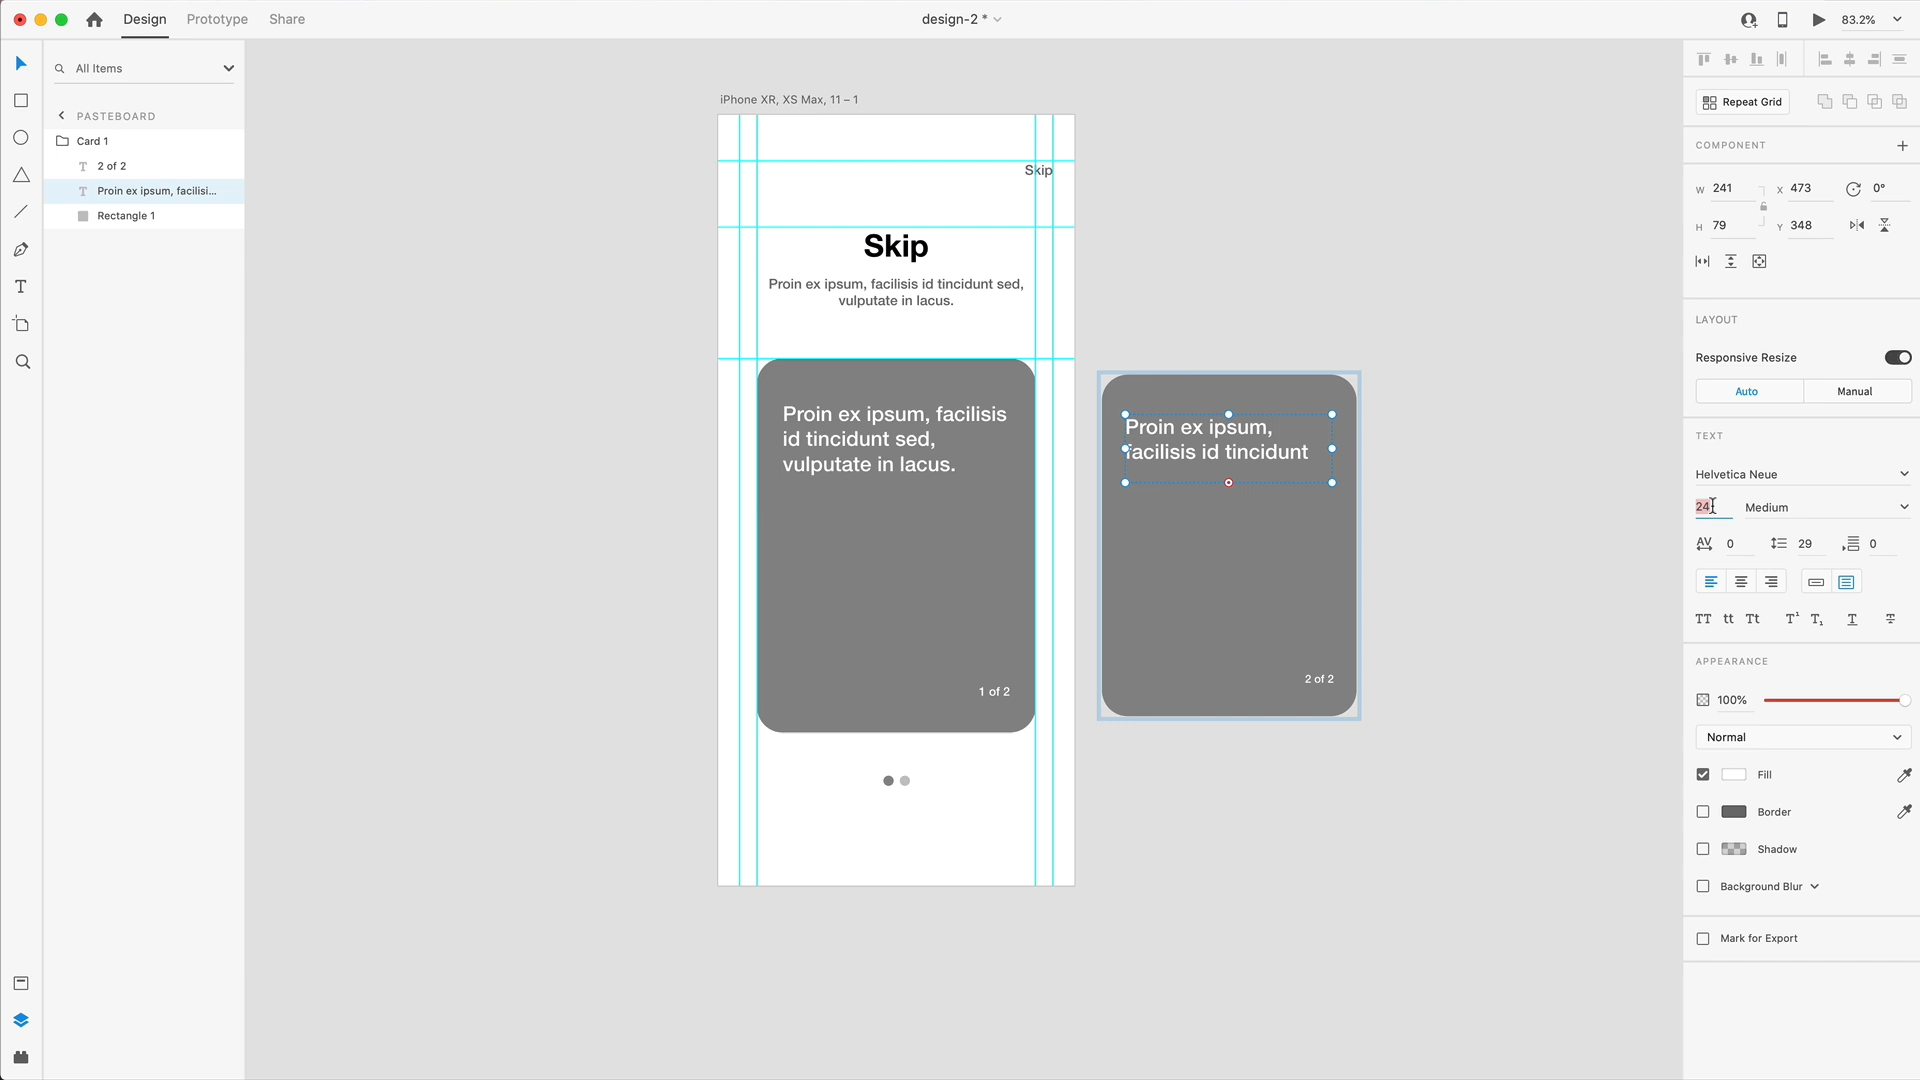 Design
Prototype
Share
design-2 *
83.2%
All Items
PASTEBOARD
Card 1
2 of 2
Proin ex ipsum, facilisi...
Rectangle 1
iPhone XR, XS Max, 11 – 1
Skip
Skip
Proin ex ipsum, facilisis id tincidunt sed,
vulputate in lacus.
Proin ex ipsum, facilisis
id tincidunt sed,
vulputate in lacus.
1 of 2
Proin ex ipsum,
facilisis id tincidunt
2 of 2
Repeat Grid
COMPONENT
W 241
X 473
0°
H 79
Y 348
LAYOUT
Responsive Resize
Auto
Manual
TEXT
Helvetica Neue
24
Medium
AV 0
29
0
TT tt Tt T¹ T₁ T T
APPEARANCE
100%
Normal
Fill
Border
Shadow
Background Blur
Mark for Export